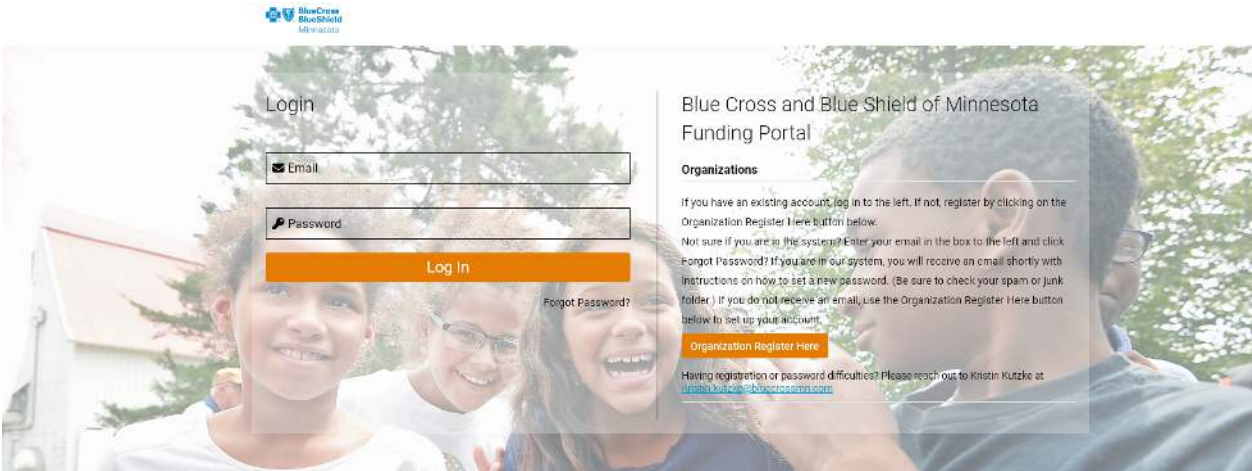 BlueCross
BlueShield
Minnesota
Login
Email
Password
Log In
Forgot Password?
Blue Cross and Blue Shield of Minnesota
Funding Portal
Organizations
If you have an existing account, log in to the left. If not, register by clicking on the
Organization Register Here button below.
Not sure if you are in the system? Enter your email in the box to the left and click
Forgot Password? If you are in our system, you will receive an email shortly with
instructions on how to set a new password. (Be sure to check your spam or junk
folder.) If you do not receive an email, use the Organization Register Here button
below to set up your account.
Organization Register Here
Having registration or password difficulties? Please reach out to Kristin Kutzke at
kristin.kutzke@bluecrossmn.com